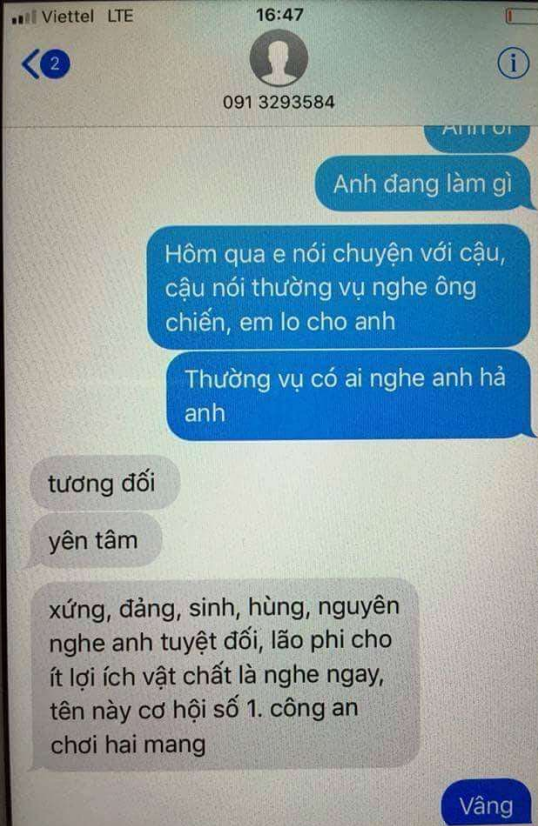 Viettel LTE 16:47
2
091 3293584
Anh ơi
Anh đang làm gì
Hôm qua e nói chuyện với cậu,
cậu nói thường vụ nghe ông
chiến, em lo cho anh
Thường vụ có ai nghe anh hả
anh
tương đối
yên tâm
xứng, đảng, sinh, hùng, nguyên
nghe anh tuyệt đối, lão phi cho
ít lợi ích vật chất là nghe ngay,
tên này cơ hội số 1. công an
chơi hai mang
Vâng